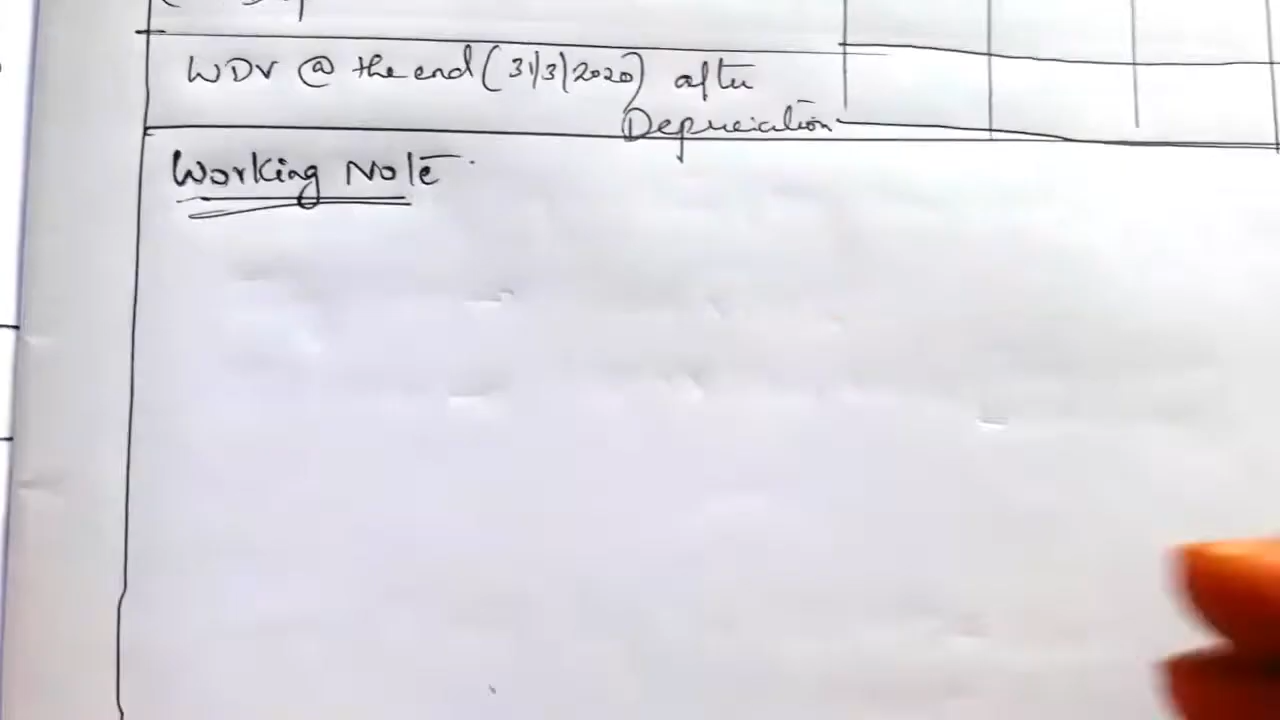 WDV @ the end (31/3/2020) after
Depreciation
Working Note